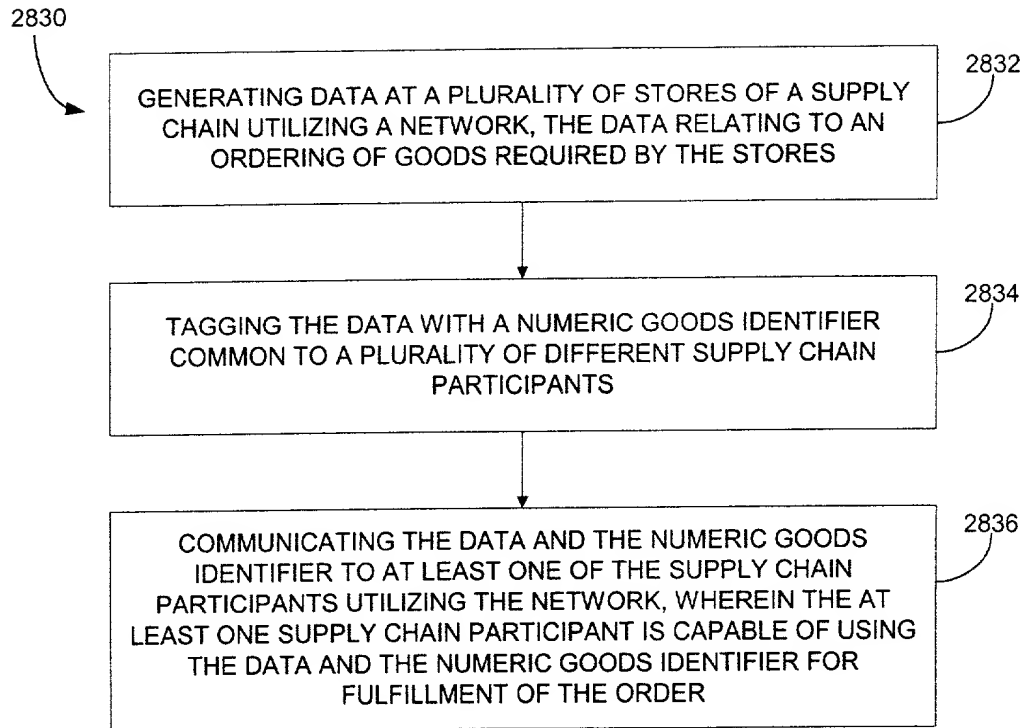 2830
2832
GENERATING DATA AT A PLURALITY OF STORES OF A SUPPLY
CHAIN UTILIZING A NETWORK, THE DATA RELATING TO AN
ORDERING OF GOODS REQUIRED BY THE STORES
2834
TAGGING THE DATA WITH A NUMERIC GOODS IDENTIFIER
COMMON TO A PLURALITY OF DIFFERENT SUPPLY CHAIN
PARTICIPANTS
2836
COMMUNICATING THE DATA AND THE NUMERIC GOODS
IDENTIFIER TO AT LEAST ONE OF THE SUPPLY CHAIN
PARTICIPANTS UTILIZING THE NETWORK, WHEREIN THE AT
LEAST ONE SUPPLY CHAIN PARTICIPANT IS CAPABLE OF USING
THE DATA AND THE NUMERIC GOODS IDENTIFIER FOR
FULFILLMENT OF THE ORDER